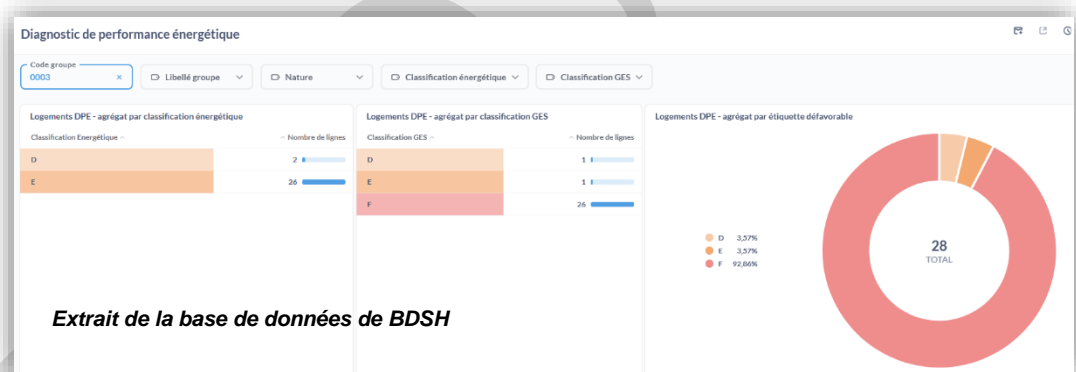 Diagnostic de performance énergétique
Code groupe
0003 ×
Libellé groupe
Nature
Classification énergétique
Classification GES
Logements DPE - agrégat par classification énergétique
Classification Energétique
Nombre de lignes
D 2
E 26
Logements DPE - agrégat par classification GES
Classification GES
Nombre de lignes
D 1
E 1
F 26
Logements DPE - agrégat par étiquette défavorable
D 3,57%
E 3,57%
F 92,86%
28
TOTAL
Extrait de la base de données de BDSH